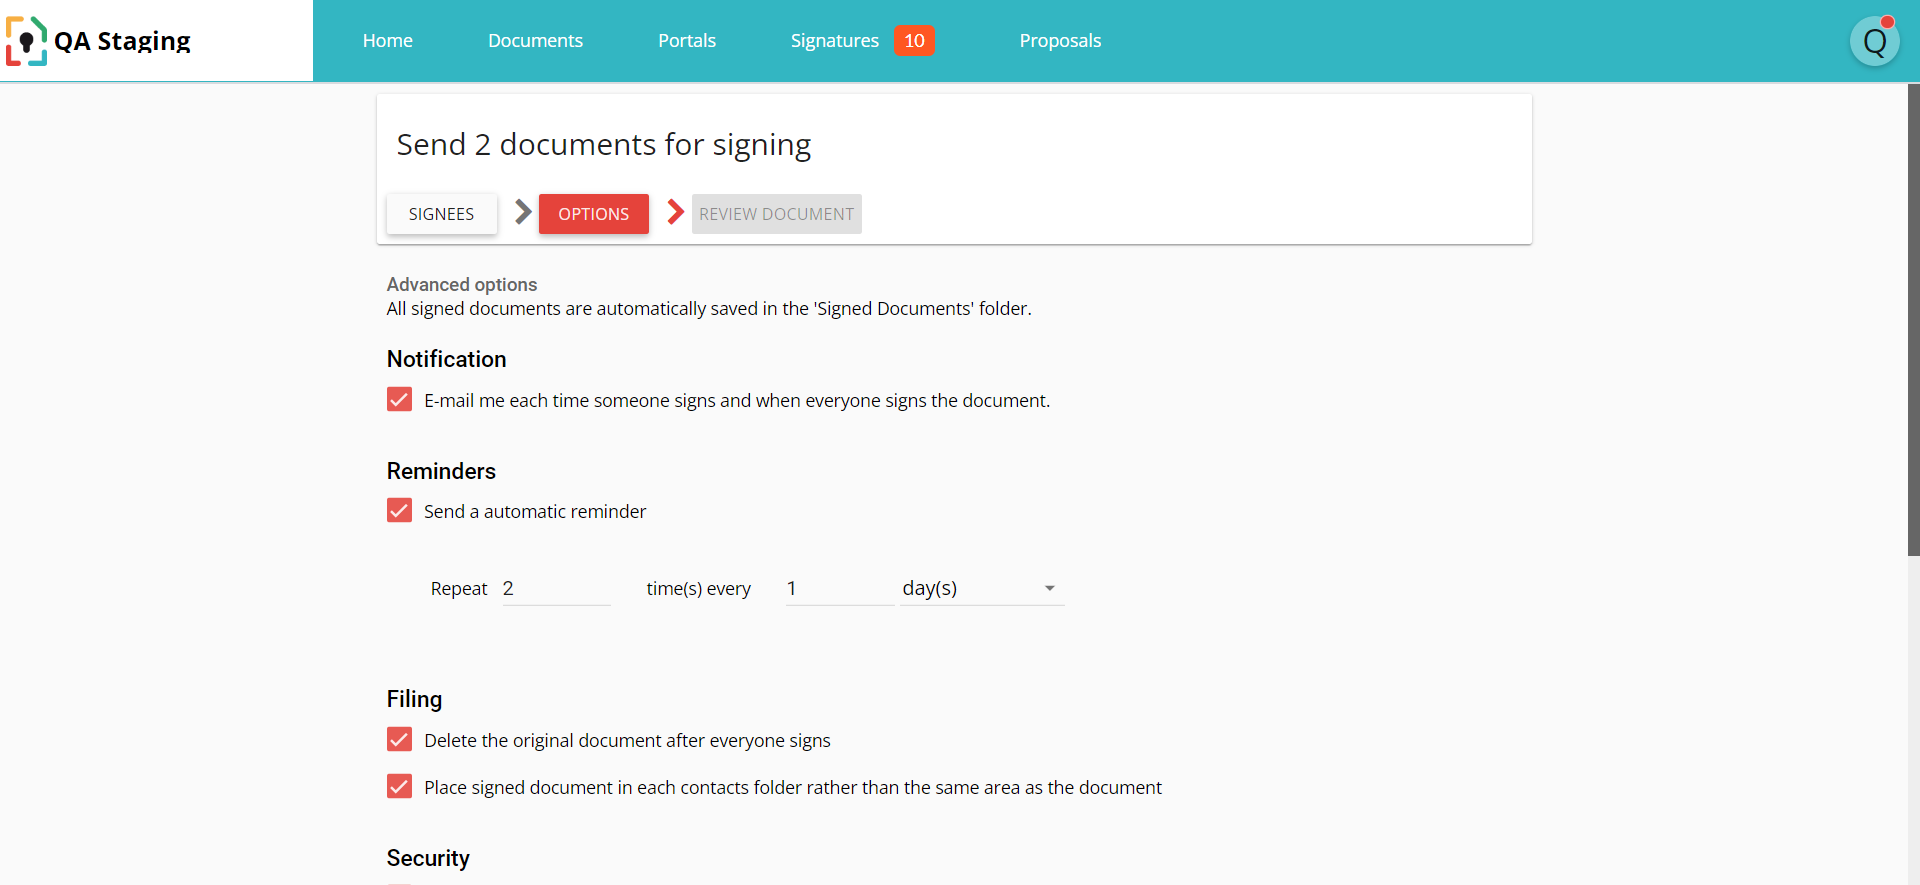 QA Staging
Home
Documents
Portals
Signatures 10
Proposals
Q
Send 2 documents for signing
SIGNEES
OPTIONS
REVIEW DOCUMENT
Advanced options
All signed documents are automatically saved in the 'Signed Documents' folder.
Notification
E-mail me each time someone signs and when everyone signs the document.
Reminders
Send a automatic reminder
Repeat 2 time(s) every 1 day(s)
Filing
Delete the original document after everyone signs
Place signed document in each contacts folder rather than the same area as the document
Security